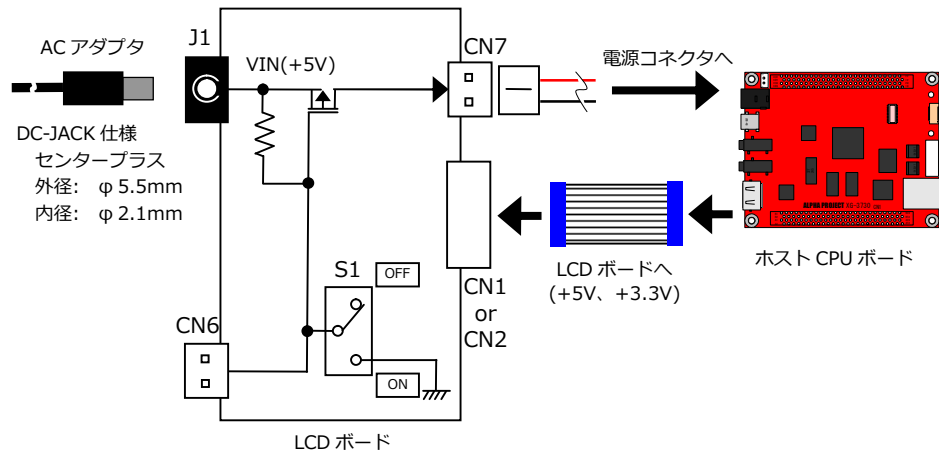 AC アダプタ
DC-JACK 仕様
センタープラス
外径: φ 5.5mm
内径: φ 2.1mm
J1
VIN(+5V)
CN7
電源コネクタへ
ALPHA PROJECT
ホスト CPU ボード
LCD ボードへ
(+5V、+3.3V)
CN1
or
CN2
S1
OFF
ON
CN6
LCD ボード